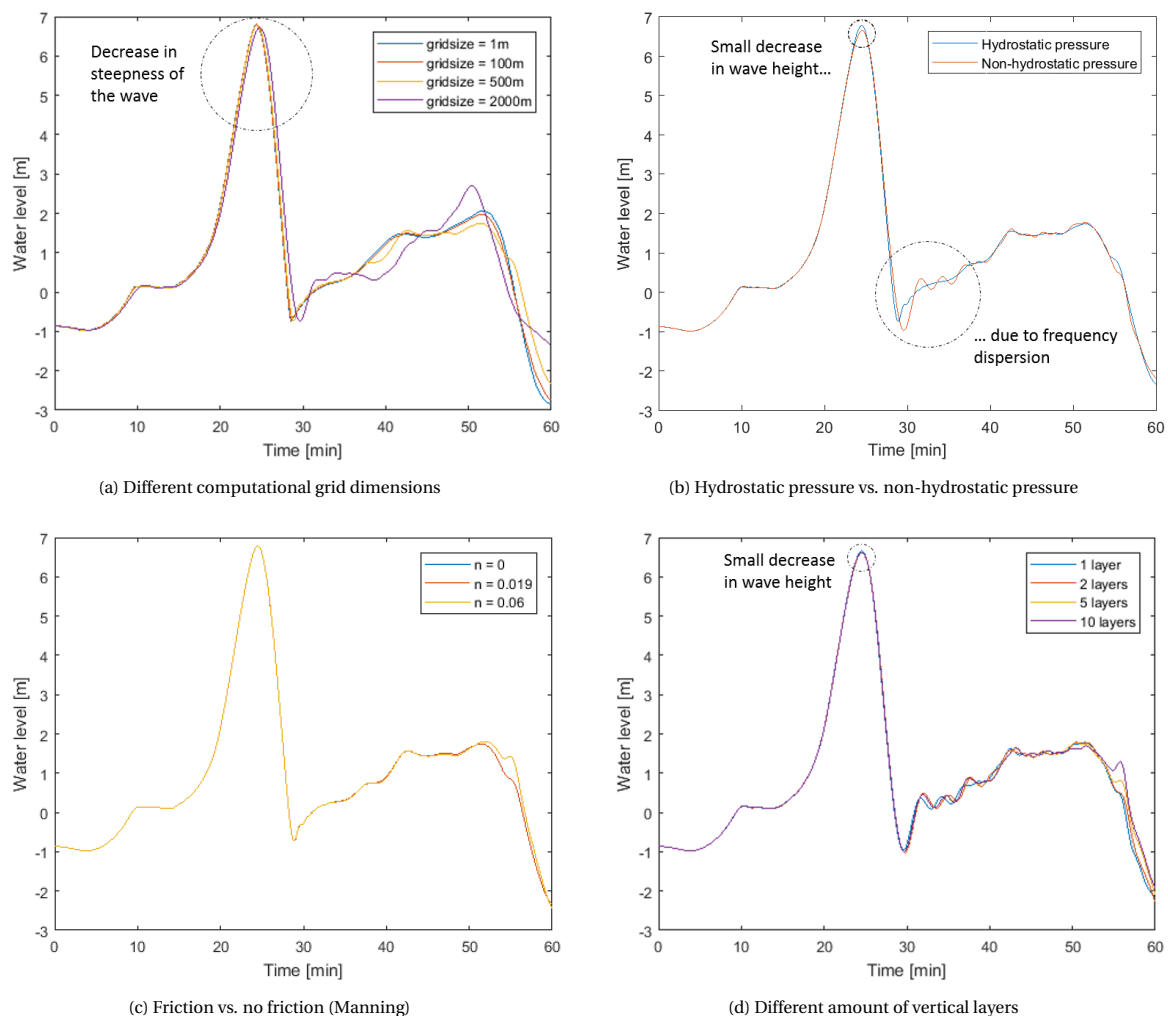 Decrease in
steepness of
the wave
gridsize = 1m
gridsize = 100m
gridsize = 500m
gridsize = 2000m
7
6
5
4
3
2
1
0
-1
-2
-3
Water level [m]
0
10
20
30
40
50
60
Time [min]
(a) Different computational grid dimensions
Small decrease
in wave height...
Hydrostatic pressure
Non-hydrostatic pressure
... due to frequency
dispersion
7
6
5
4
3
2
1
0
-1
-2
-3
Water level [m]
0
10
20
30
40
50
60
Time [min]
(b) Hydrostatic pressure vs. non-hydrostatic pressure
n = 0
n = 0.019
n = 0.06
7
6
5
4
3
2
1
0
-1
-2
-3
Water level [m]
0
10
20
30
40
50
60
Time [min]
(c) Friction vs. no friction (Manning)
Small decrease
in wave height
1 layer
2 layers
5 layers
10 layers
7
6
5
4
3
2
1
0
-1
-2
-3
Water level [m]
0
10
20
30
40
50
60
Time [min]
(d) Different amount of vertical layers